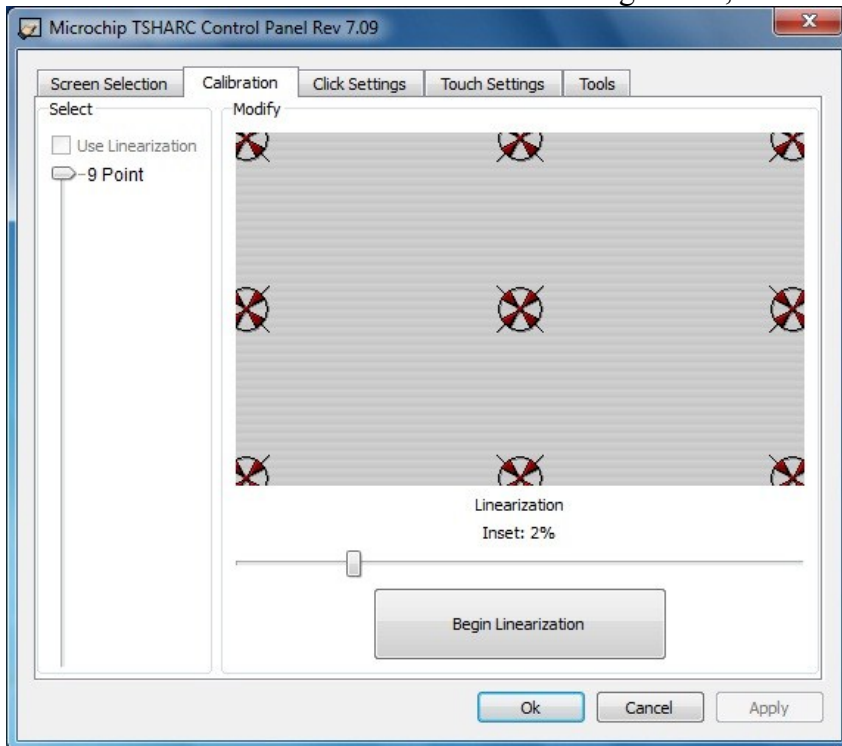 Microchip TSHARC Control Panel Rev 7.09
Screen Selection Calibration Click Settings Touch Settings Tools
Select
Use Linearization
9 Point
Modify
Linearization
Inset: 2%
Begin Linearization
Ok Cancel Apply